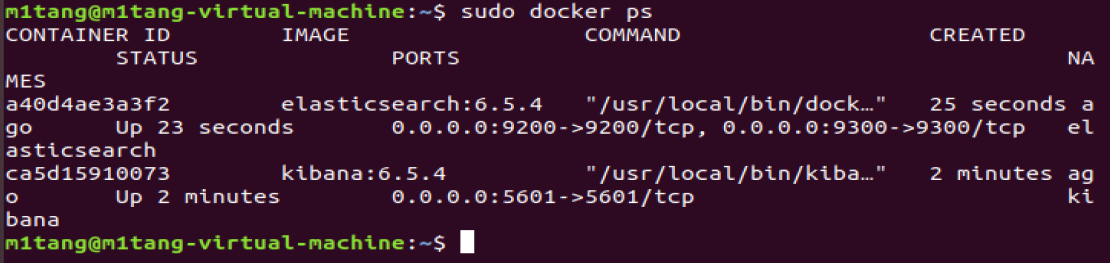 m1tang@m1tang-virtual-machine:~$ sudo docker ps
CONTAINER ID        IMAGE                 COMMAND                  CREATED
       STATUS              PORTS                                            NA
MES
a40d4ae3a3f2        elasticsearch:6.5.4   "/usr/local/bin/dock…"   25 seconds a
go     Up 23 seconds       0.0.0.0:9200->9200/tcp, 0.0.0.0:9300->9300/tcp   el
asticsearch
ca5d15910073        kibana:6.5.4          "/usr/local/bin/kiba…"   2 minutes ag
o      Up 2 minutes        0.0.0.0:5601->5601/tcp                           ki
bana
m1tang@m1tang-virtual-machine:~$